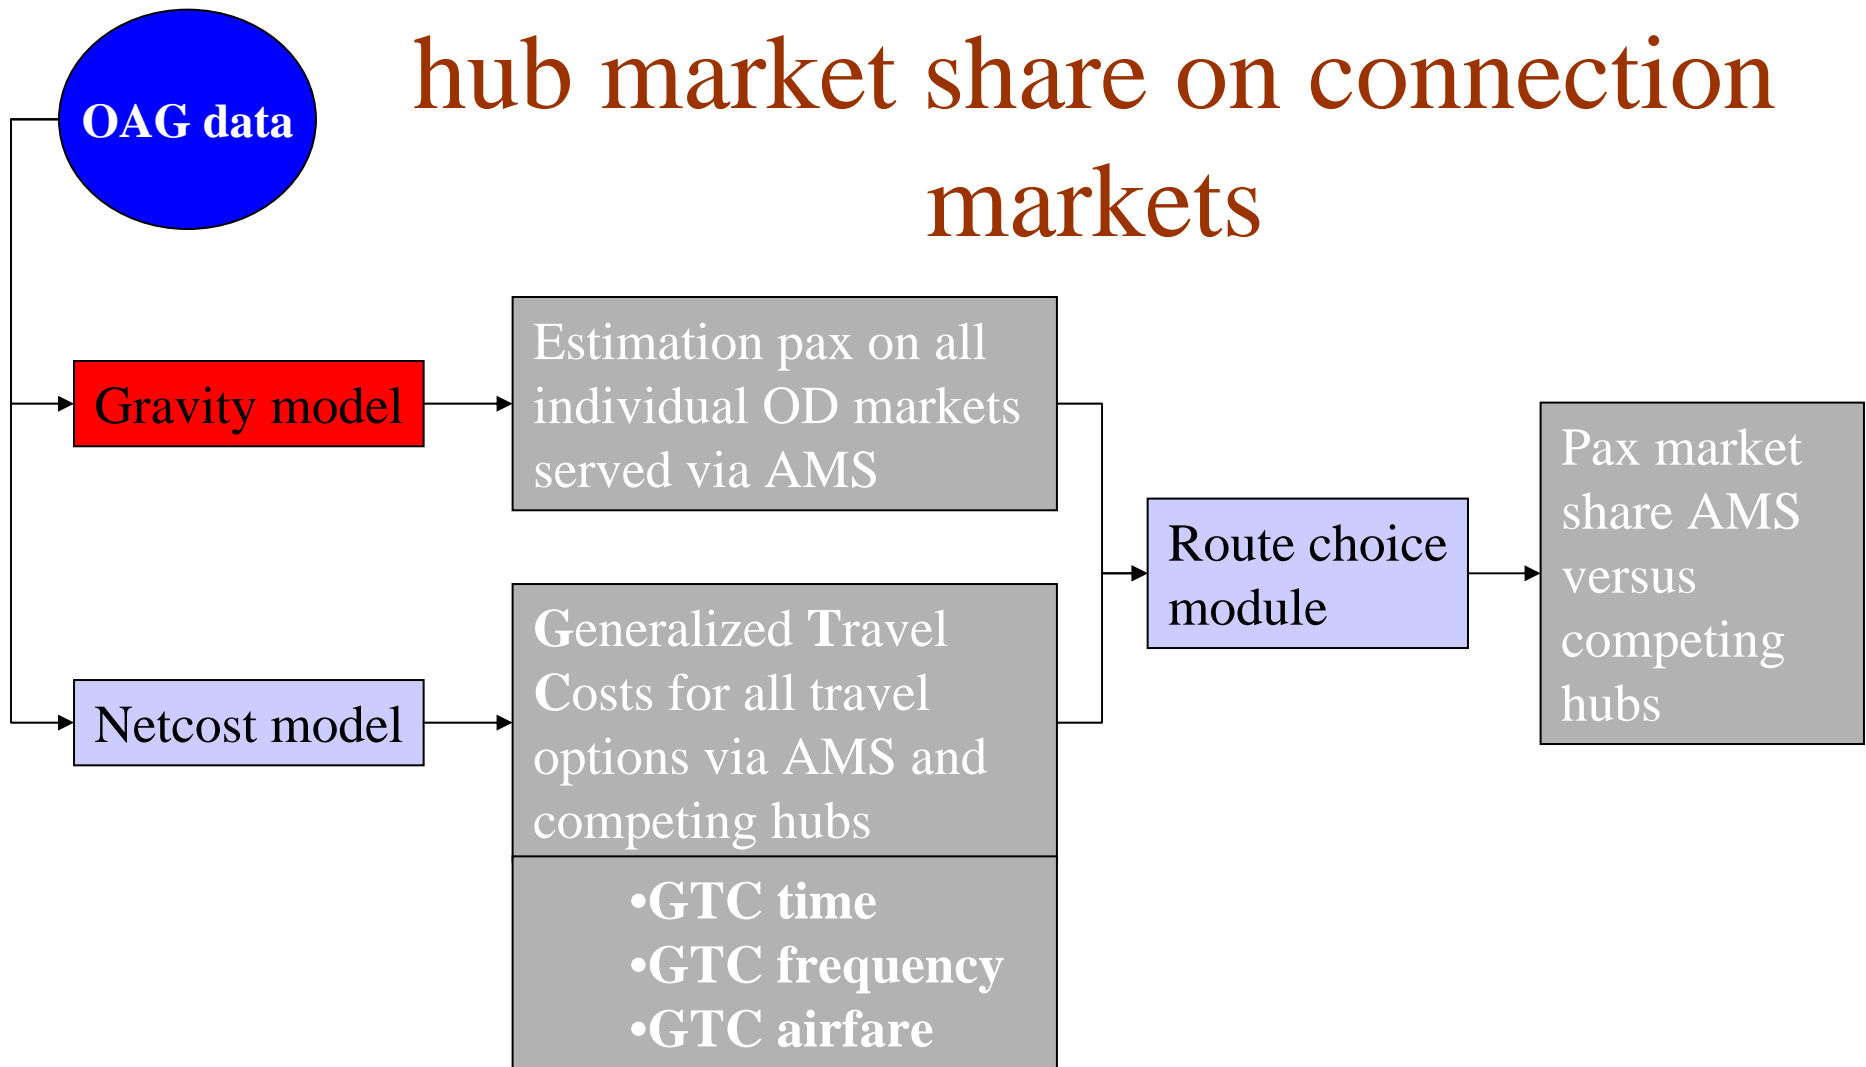 OAG data
hub market share on connection
markets
Gravity model
Estimation pax on all
individual OD markets
served via AMS
Netcost model
Generalized Travel
Costs for all travel
options via AMS and
competing hubs
•GTC time
•GTC frequency
•GTC airfare
Route choice
module
Pax market
share AMS
versus
competing
hubs